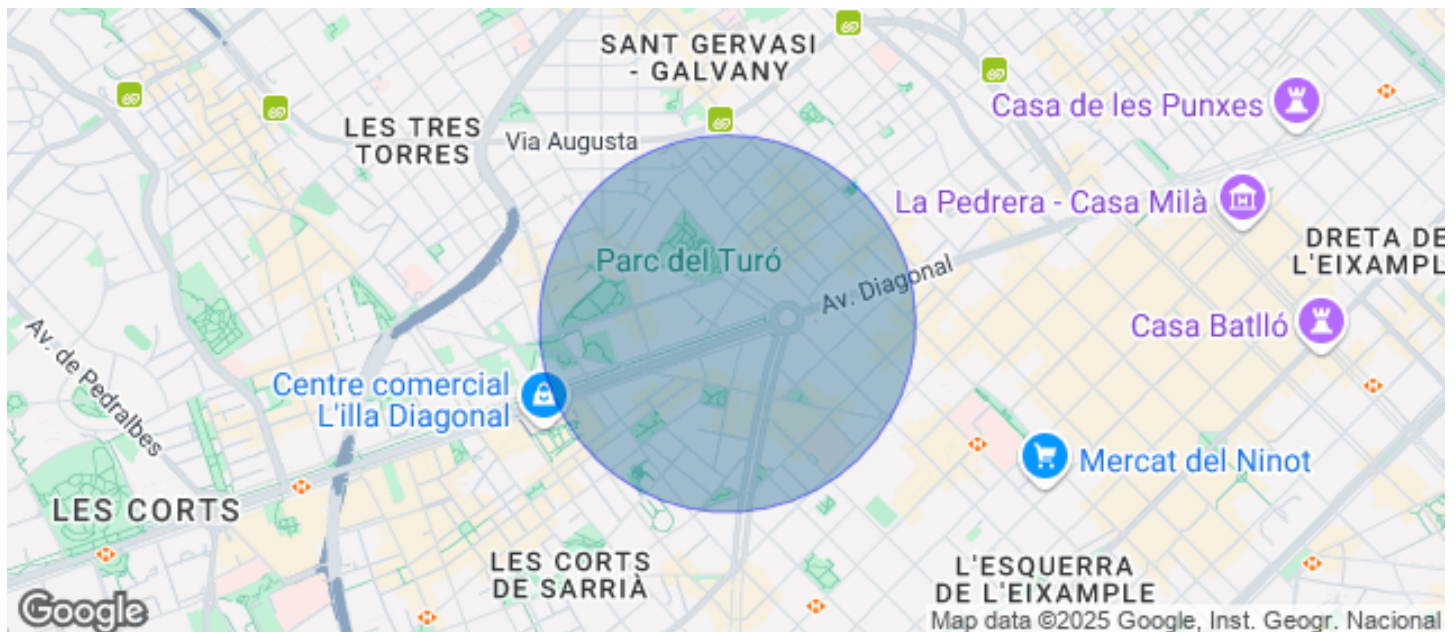 SANT GERVASI
- GALVANY
Casa de les Punxes
LES TRES
TORRES
Via Augusta
La Pedrera - Casa Milà
DRETA DE
L'EIXAMPL
Parc del Turó
Av. Diagonal
Casa Batlló
Av. de Pedralbes
Centre comercial
L'illa Diagonal
Mercat del Ninot
LES CORTS
LES CORTS
DE SARRIÀ
L'ESQUERRA
DE L'EIXAMPLE
Google
Map data ©2025 Google, Inst. Geogr. Nacional